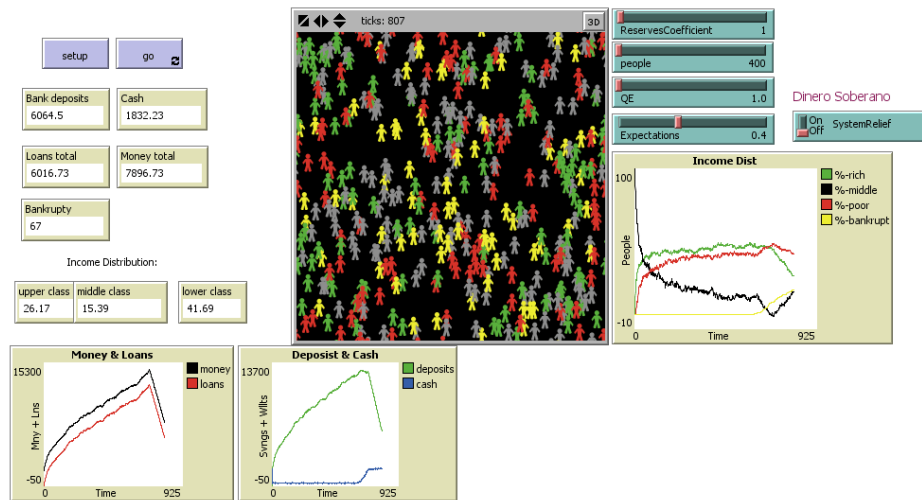 ticks: 807
3D
setup
go
Bank deposits
6064.5
Cash
1832.23
Loans total
6016.73
Money total
7896.73
Bankrupty
67
Income Distribution:
upper class
26.17
middle class
15.39
lower class
41.69
ReservesCoefficient 1
people 400
QE 1.0
Expectations 0.4
Dinero Soberano
On
Off
SystemRelief
Income Dist
100
People
-10
0
Time
925
%-rich
%-middle
%-poor
%-bankrupt
Money & Loans
15300
Mny + Lns
-50
0
Time
925
money
loans
Deposist & Cash
13700
Svngs + Wllts
-50
0
Time
925
deposits
cash